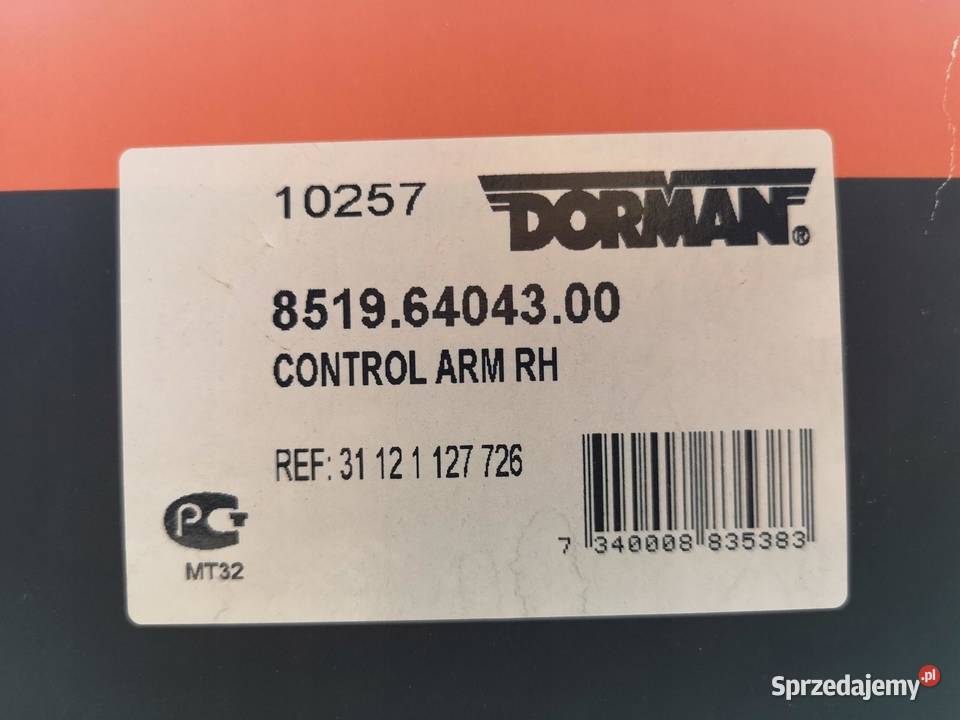 10257
DORMAN®
8519.64043.00
CONTROL ARM RH
REF: 31 12 1 127 726
PCT
MT32
7 340008 835383
Sprzedajemy.pl